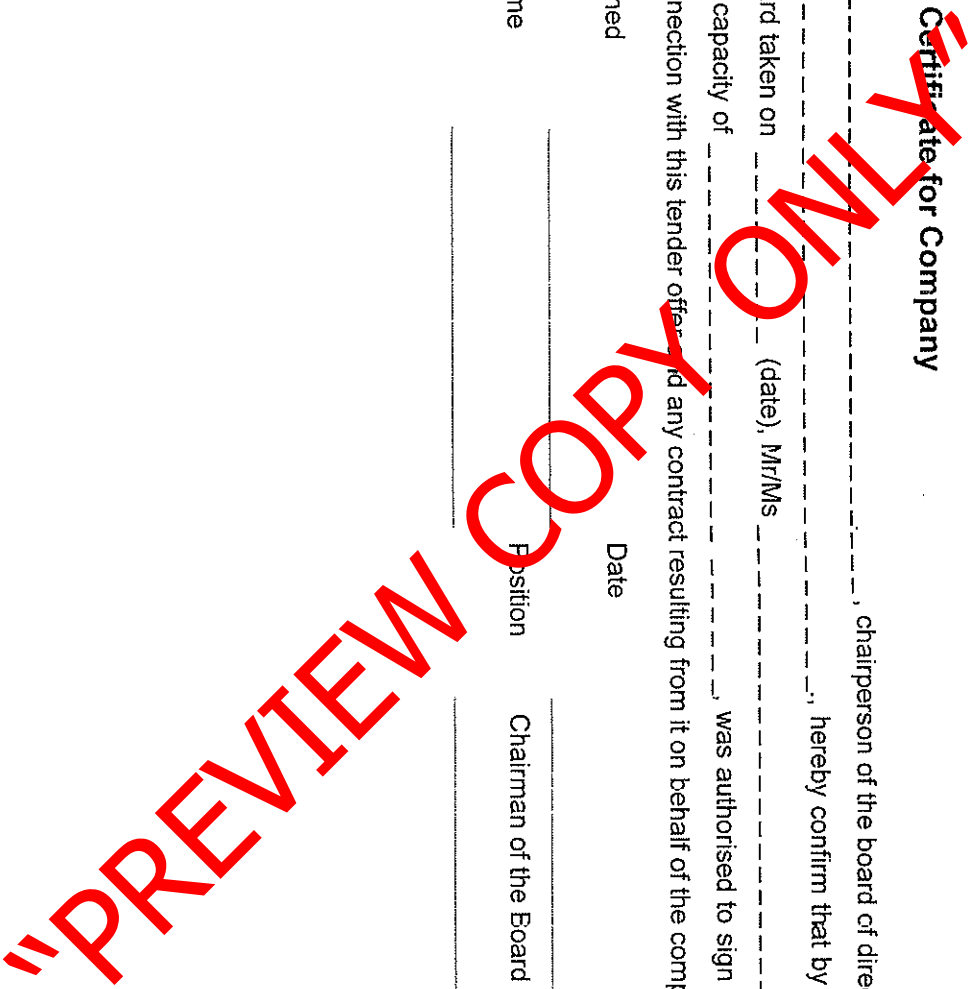 Certificate for Company
, chairperson of the board of dire
, hereby confirm that by
rd taken on (date), Mr/Ms
capacity of , was authorised to sign
nection with this tender offer and any contract resulting from it on behalf of the comp
ned Date
me Position Chairman of the Board
"PREVIEW COPY ONLY"